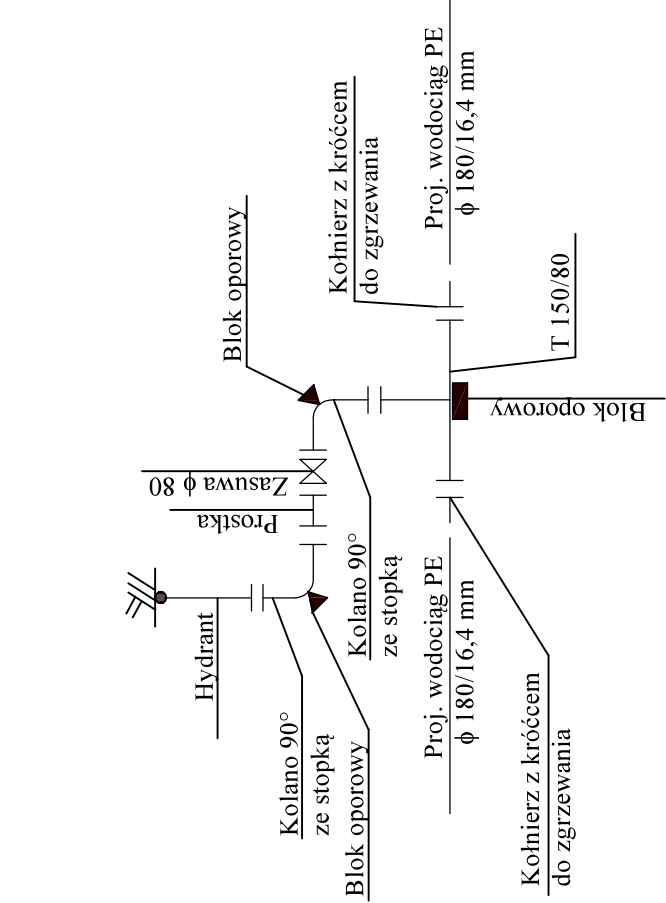 Hydrant
Kolano 90°
ze stopką
Blok oporowy
Prostka
Zasuwa ϕ 80
Blok oporowy
Kolano 90°
ze stopką
Kołnierz z króćcem
do zgrzewania
Proj. wodociąg PE
ϕ 180/16,4 mm
Proj. wodociąg PE
ϕ 180/16,4 mm
T 150/80
Blok oporowy
Kołnierz z króćcem
do zgrzewania